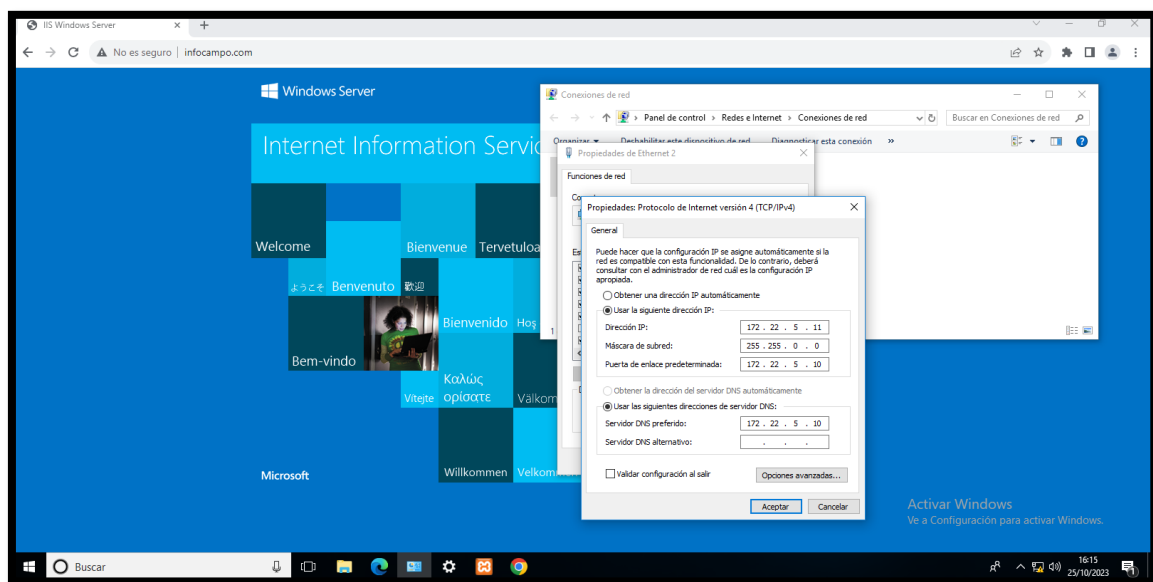 IIS Windows Server
No es seguro | infocampo.com
Windows Server
Internet Information Servic
Welcome
Bienvenue
Tervetuloa
ようこそ
Benvenuto
歓迎
Bienvenido
Hoş
Bem-vindo
Vítejte
Καλώς
ορίσατε
Välkom
Microsoft
Willkommen
Velkom
Conexiones de red
Panel de control > Redes e Internet > Conexiones de red
Buscar en Conexiones de red
Organizar
Deshabilitar este dispositivo de red
Diagnosticar esta conexión
»
Propiedades de Ethernet 2
Funciones de red
Propiedades: Protocolo de Internet versión 4 (TCP/IPv4)
General
Puede hacer que la configuración IP se asigne automáticamente si la
red es compatible con esta funcionalidad. De lo contrario, deberá
consultar con el administrador de red cuál es la configuración IP
apropiada.
Obtener una dirección IP automáticamente
Usar la siguiente dirección IP:
Dirección IP: 172 . 22 . 5 . 11
Máscara de subred: 255 . 255 . 0 . 0
Puerta de enlace predeterminada: 172 . 22 . 5 . 10
Obtener la dirección del servidor DNS automáticamente
Usar las siguientes direcciones de servidor DNS:
Servidor DNS preferido: 172 . 22 . 5 . 10
Servidor DNS alternativo: . . .
Validar configuración al salir
Opciones avanzadas...
Aceptar
Cancelar
Activar Windows
Ve a Configuración para activar Windows.
Buscar
16:15
25/10/2023